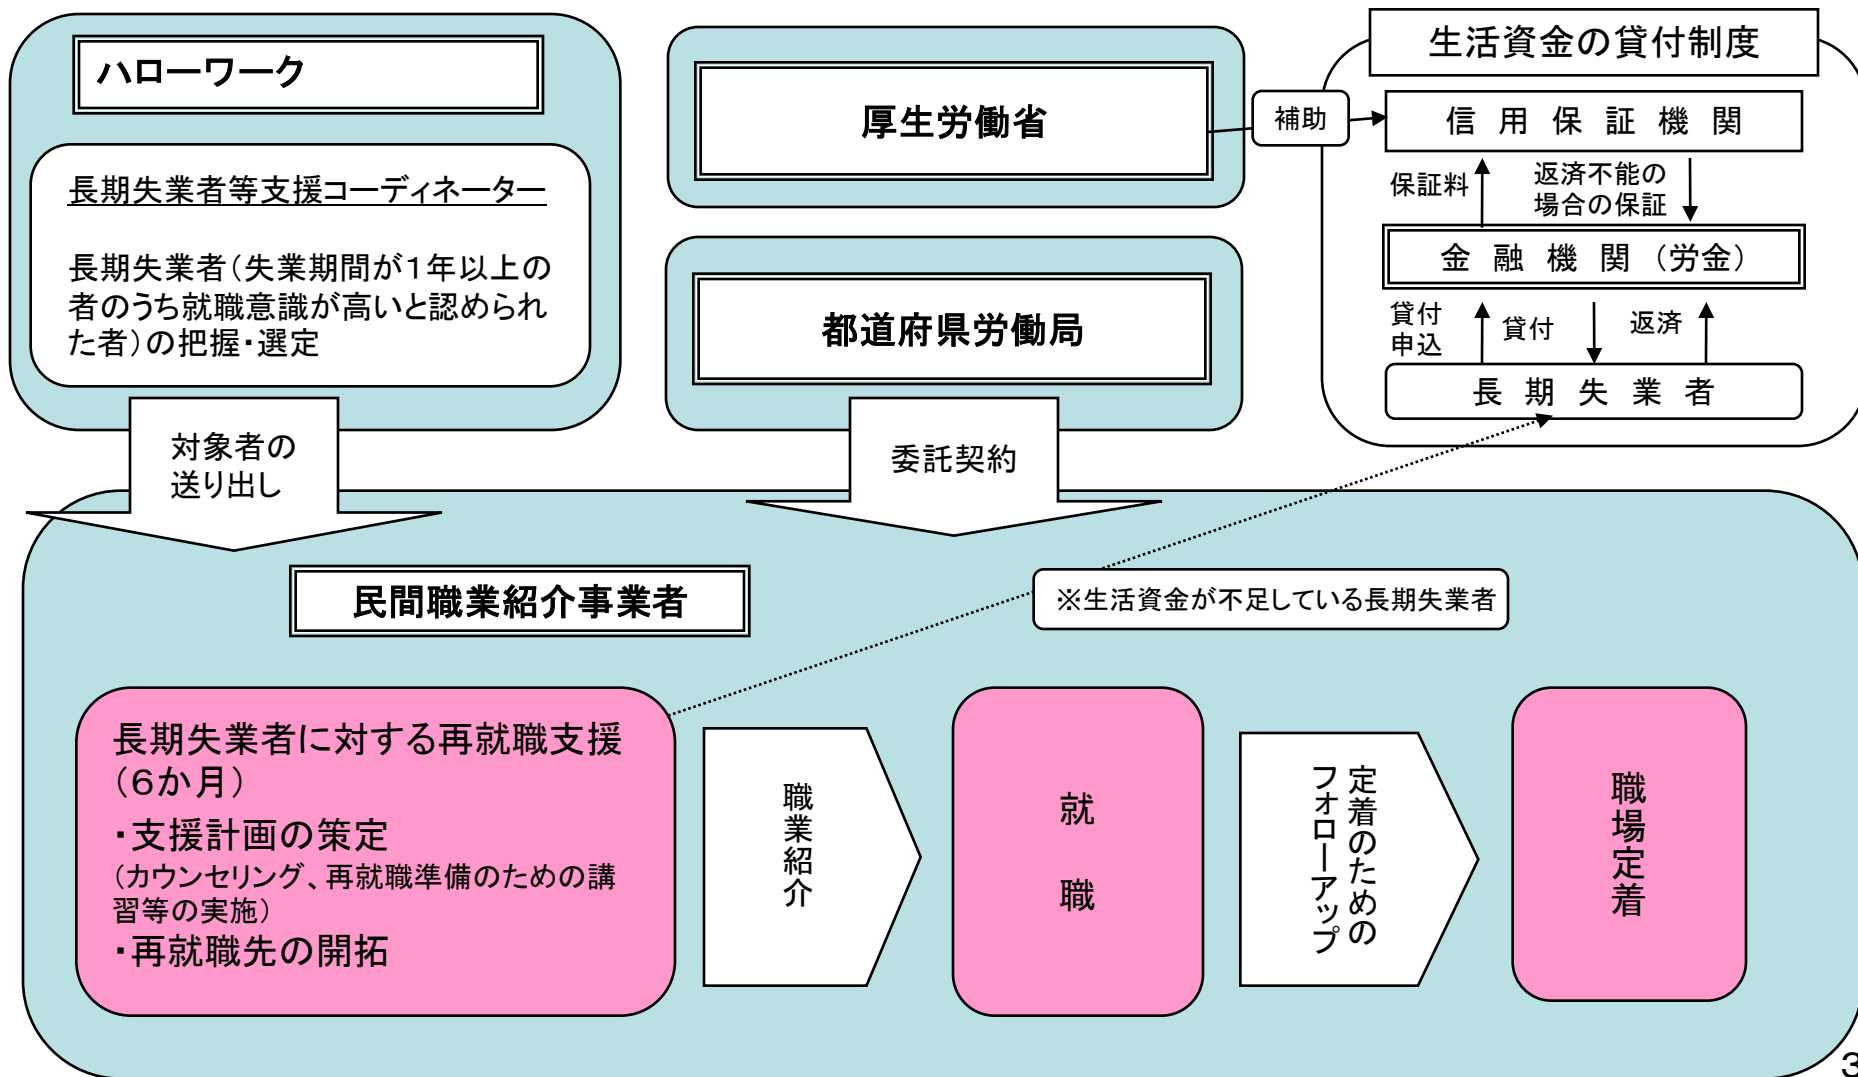 ハローワーク
長期失業者等支援コーディネーター
長期失業者（失業期間が１年以上の
者のうち就職意識が高いと認められ
た者）の把握・選定
対象者の
送り出し
厚生労働省
都道府県労働局
委託契約
補助
生活資金の貸付制度
信用保証機関
保証料
返済不能の
場合の保証
金融機関（労金）
貸付
申込
貸付
返済
長期失業者
民間職業紹介事業者
※生活資金が不足している長期失業者
長期失業者に対する再就職支援
（６か月）
・支援計画の策定
（カウンセリング、再就職準備のための講
習等の実施）
・再就職先の開拓
職業紹介
就職
定着のための
フォローアップ
職場定着
3